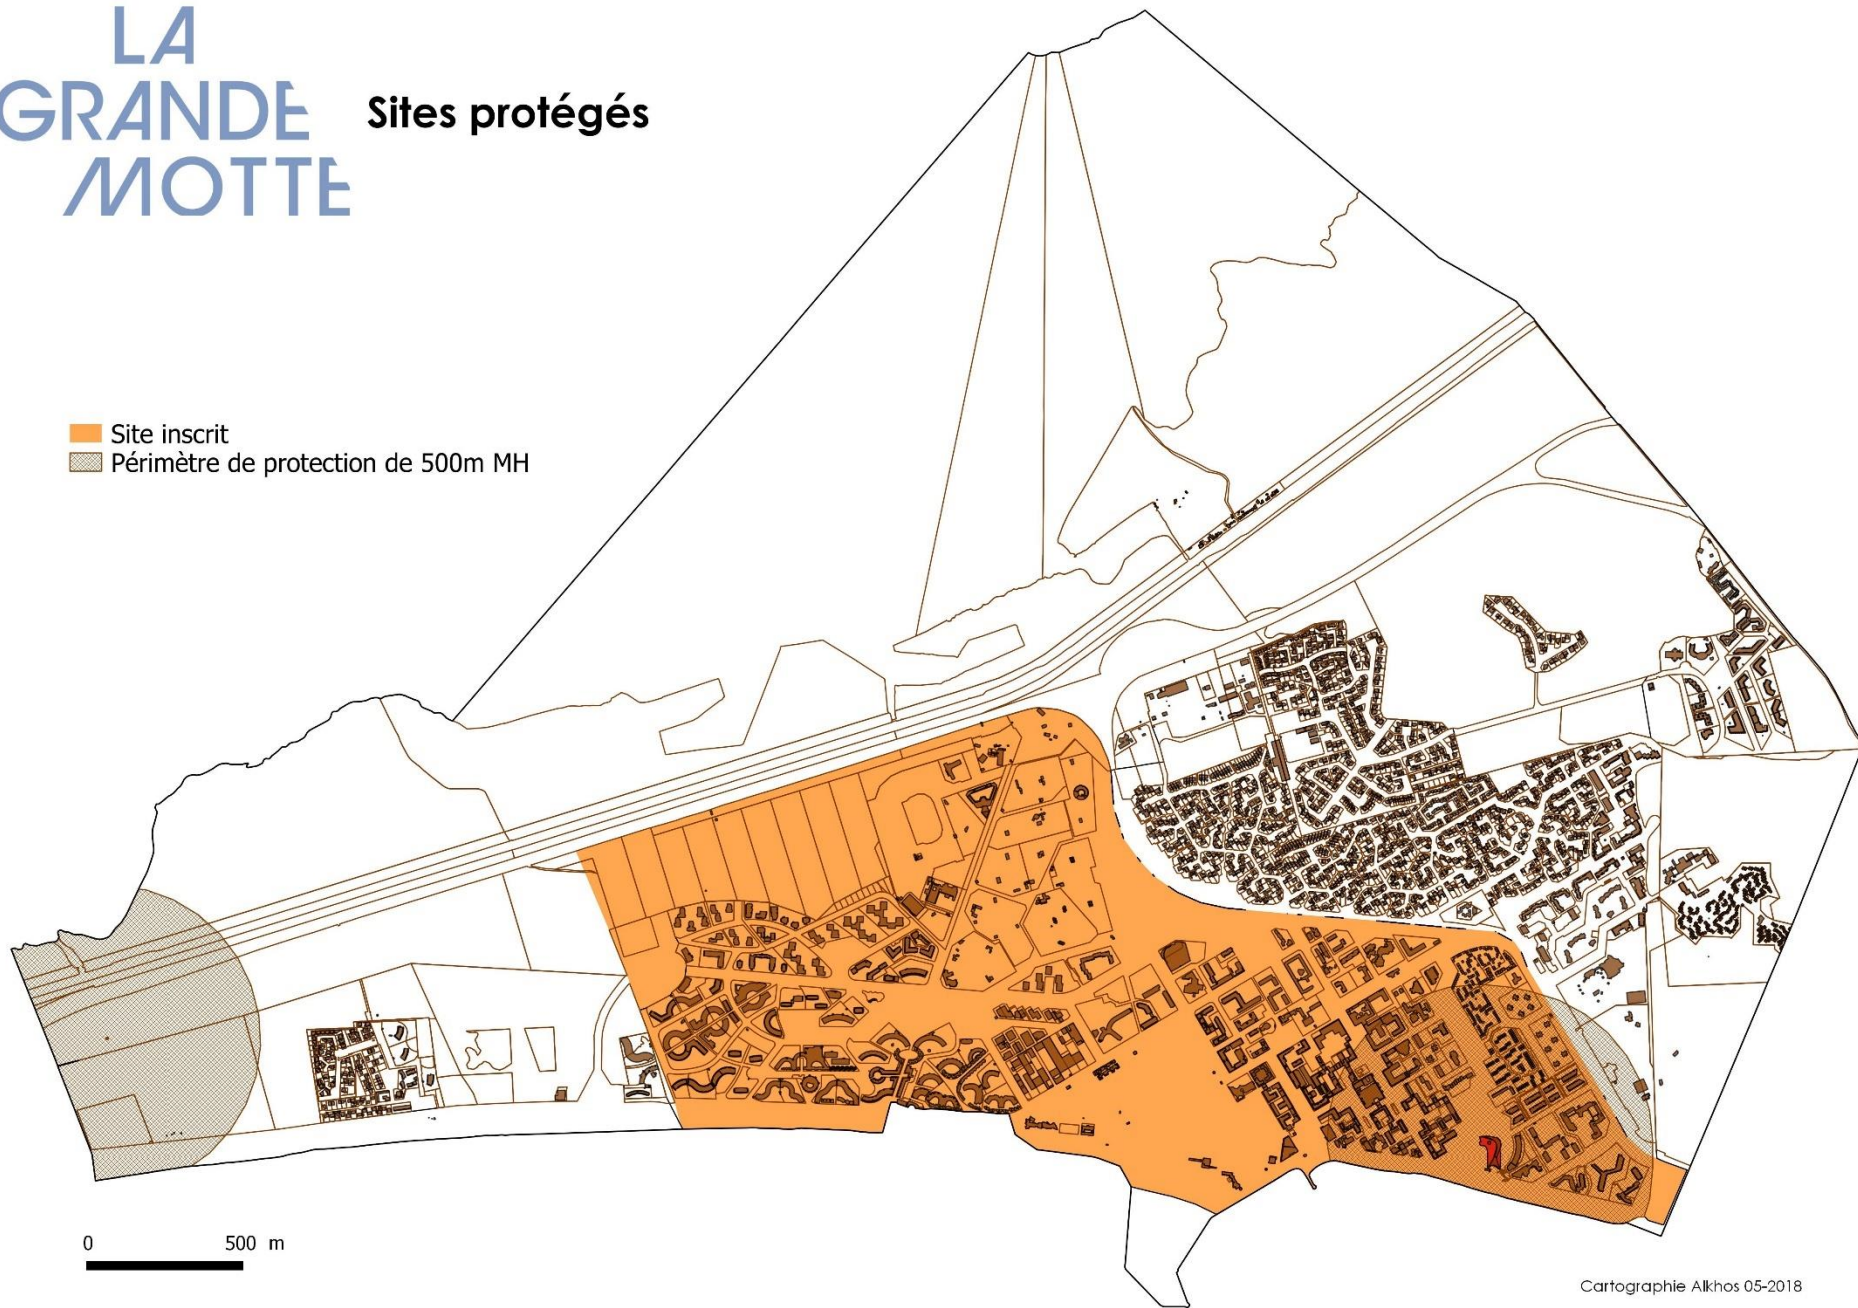 LA
GRANDE
MOTTE
Sites protégés
Site inscrit
Périmètre de protection de 500m MH
0 500 m
Cartographie Alkhos 05-2018